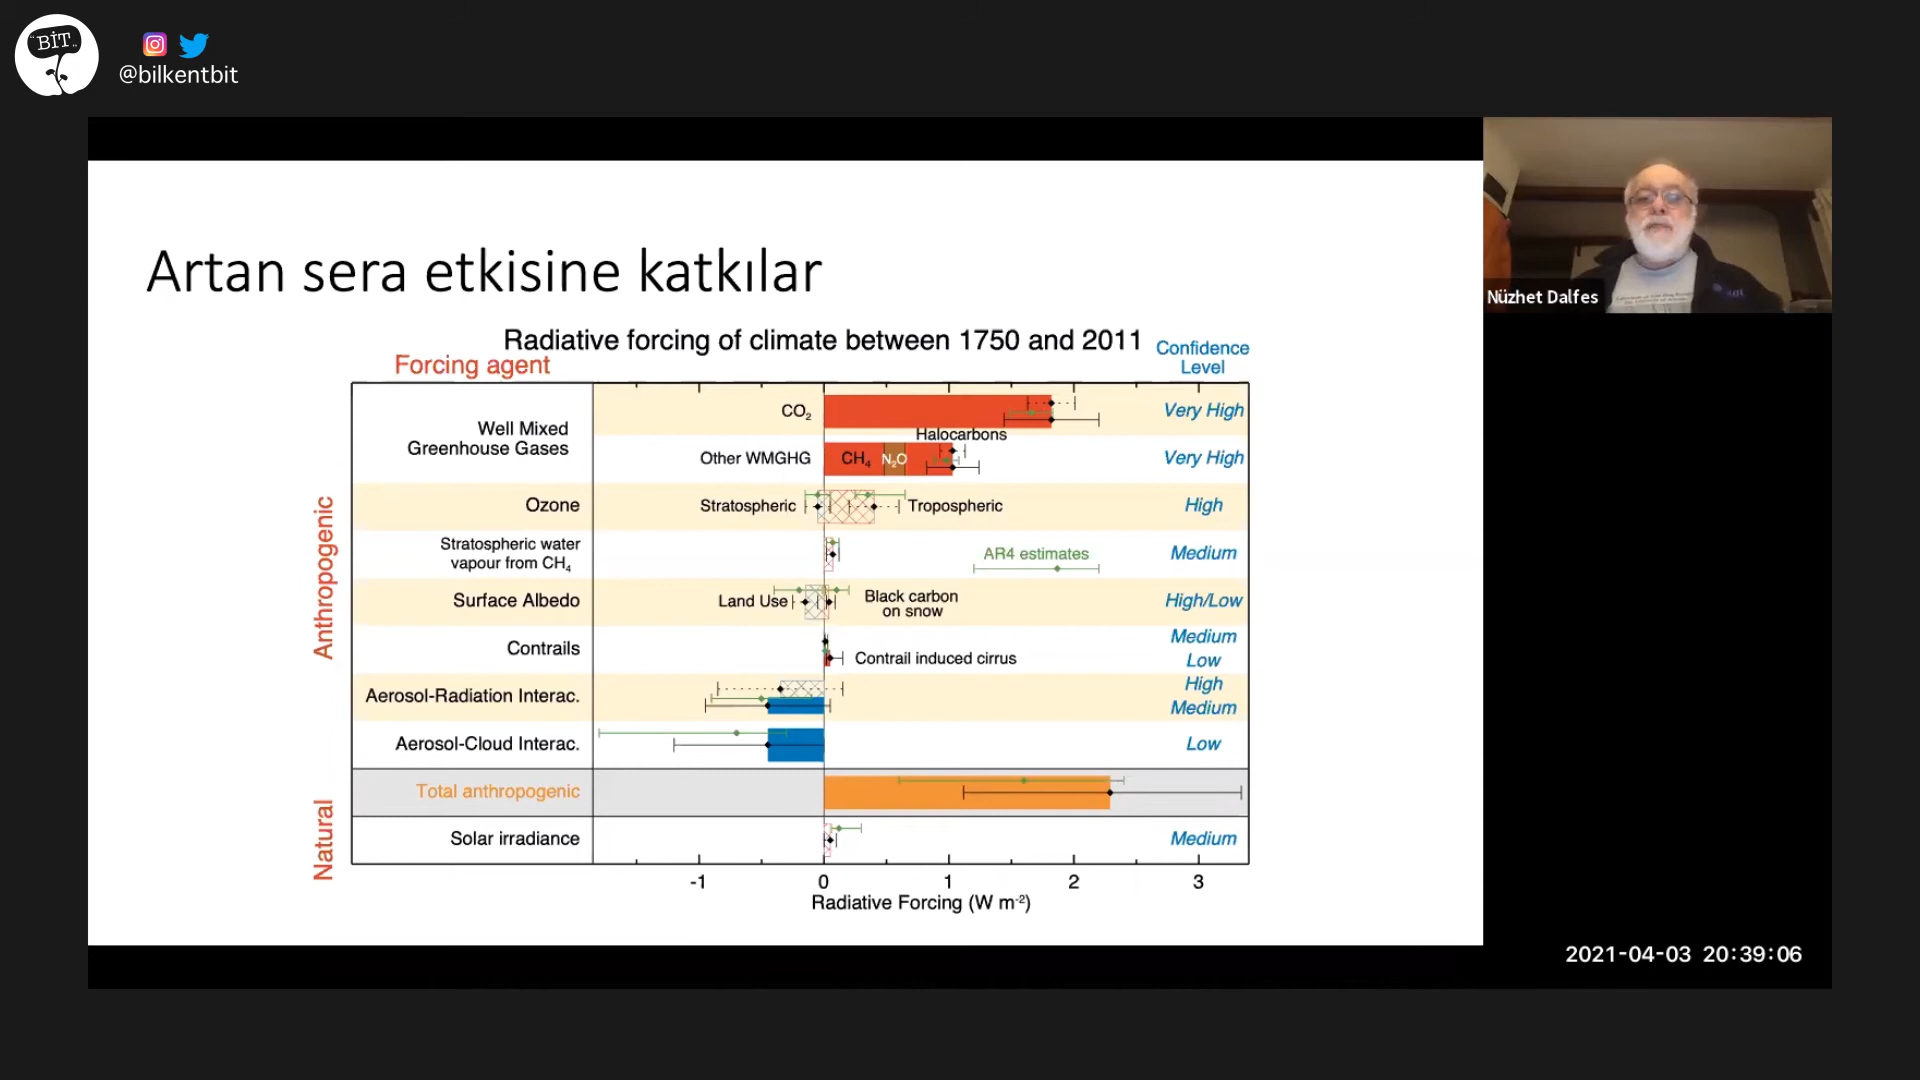 BİT
@bilkentbit
Nüzhet Dalfes
Artan sera etkisine katkılar
Radiative forcing of climate between 1750 and 2011
Forcing agent
Confidence
Level
Anthropogenic
Natural
Well Mixed
Greenhouse Gases
CO₂
Very High
Halocarbons
Other WMGHG
CH₄
N₂O
Very High
Ozone
Stratospheric
Tropospheric
High
Stratospheric water
vapour from CH₄
AR4 estimates
Medium
Surface Albedo
Land Use
Black carbon
on snow
High/Low
Contrails
Contrail induced cirrus
Medium
Low
Aerosol-Radiation Interac.
High
Medium
Aerosol-Cloud Interac.
Low
Total anthropogenic
Solar irradiance
Medium
-1 0 1 2 3
Radiative Forcing (W m⁻²)
2021-04-03 20:39:06